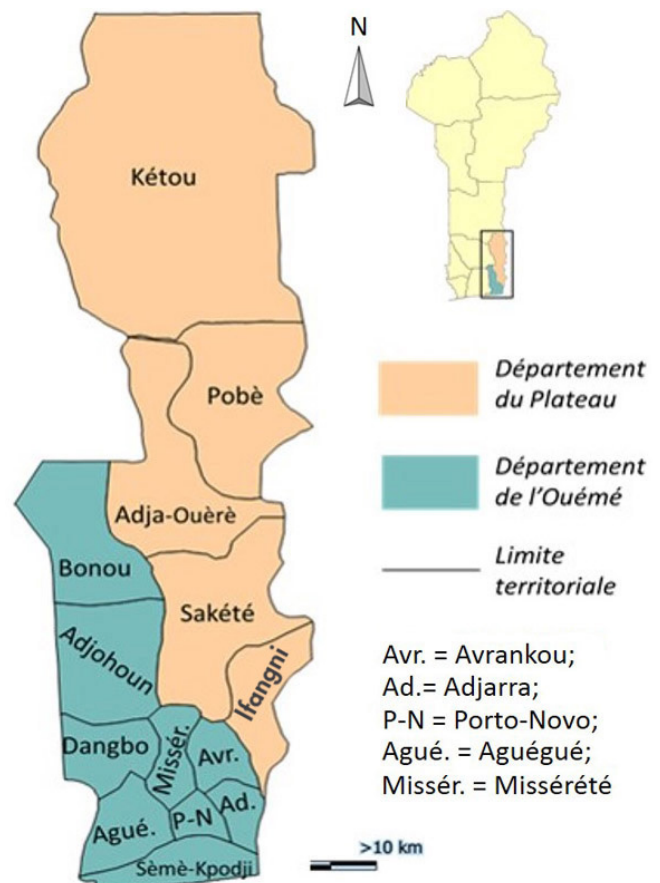 N
Kétou
Pobè
Adja-Ouèrè
Bonou
Sakété
Adjohoun
Ifangni
Dangbo
Missér.
Avr.
Agué.
P-N
Ad.
Sèmè-Kpodji
Département
du Plateau
Département
de l'Ouémé
Limite
territoriale
Avr. = Avrankou;
Ad.= Adjarra;
P-N = Porto-Novo;
Agué. = Aguégué;
Missér. = Missérété
>10 km